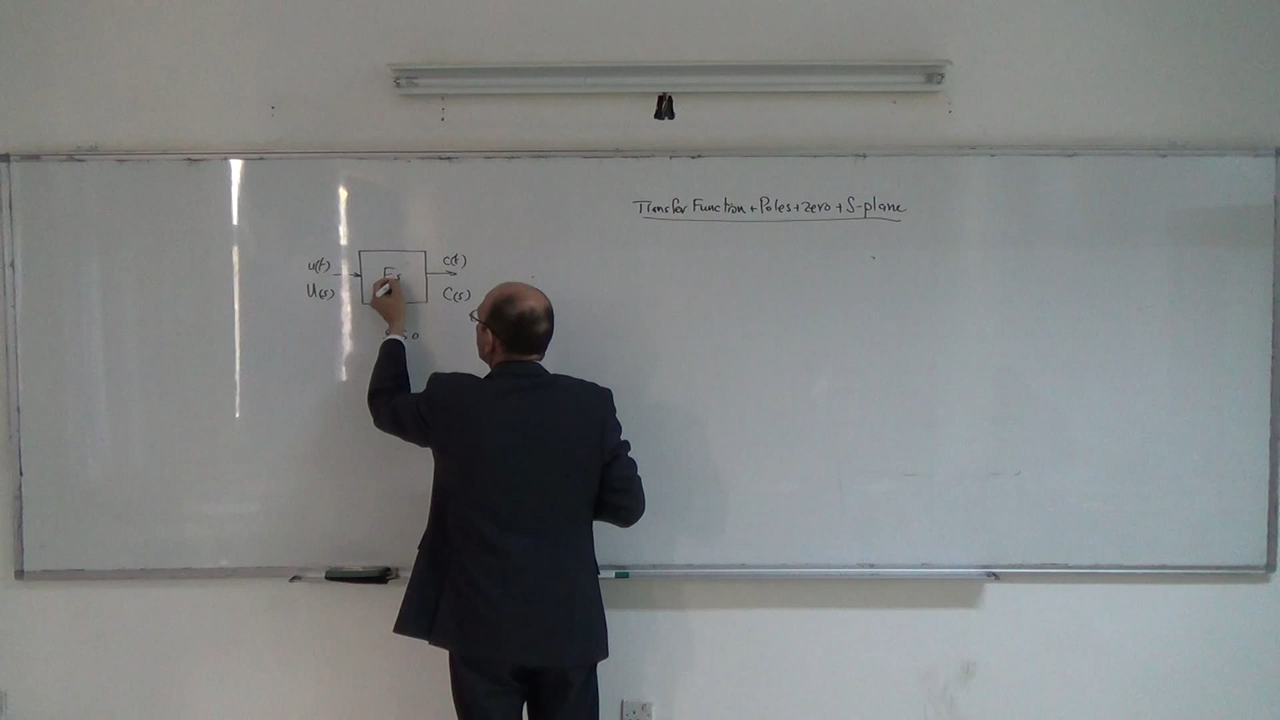 Transfer Function + Poles + zero + S-plane
u(t)
c(t)
U(s)
C(s)